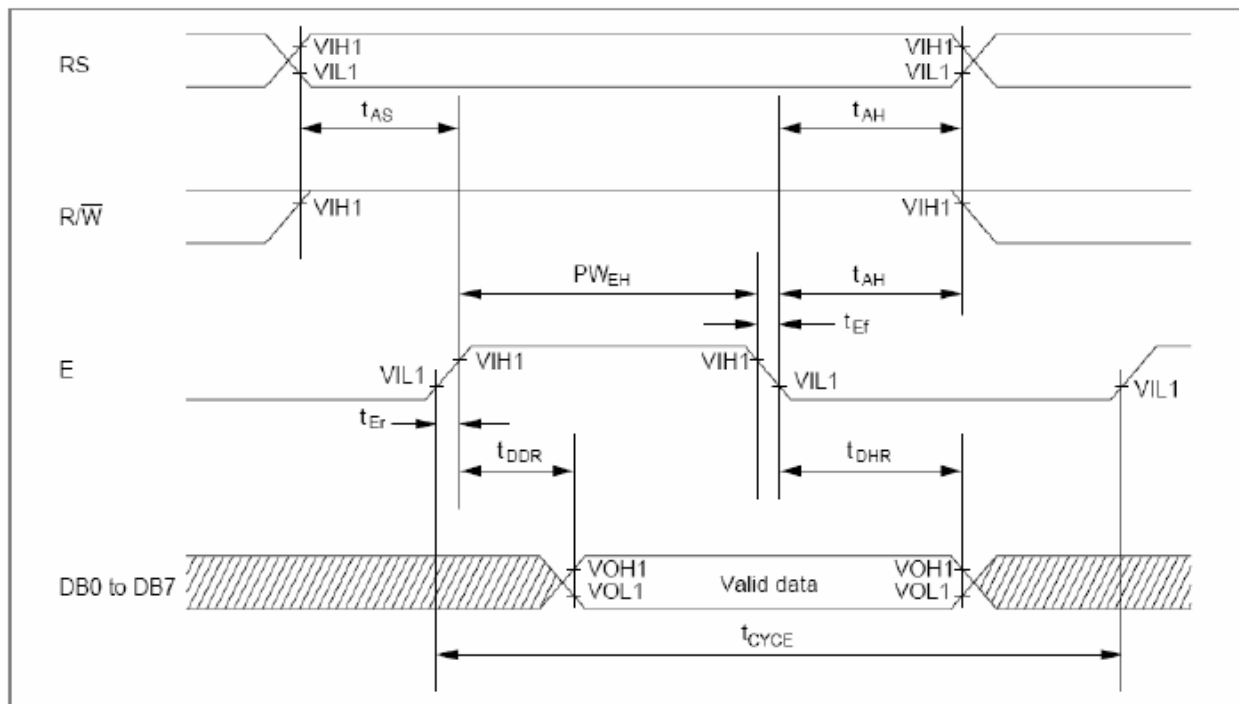 RS
VIH1
VIL1
VIH1
VIL1
tAS
tAH
R/W̅
VIH1
VIH1
PWEH
tAH
tEf
E
VIL1
VIH1
VIH1
VIL1
VIL1
tEr
tDDR
tDHR
DB0 to DB7
VOH1
VOL1
Valid data
VOH1
VOL1
tCYCE